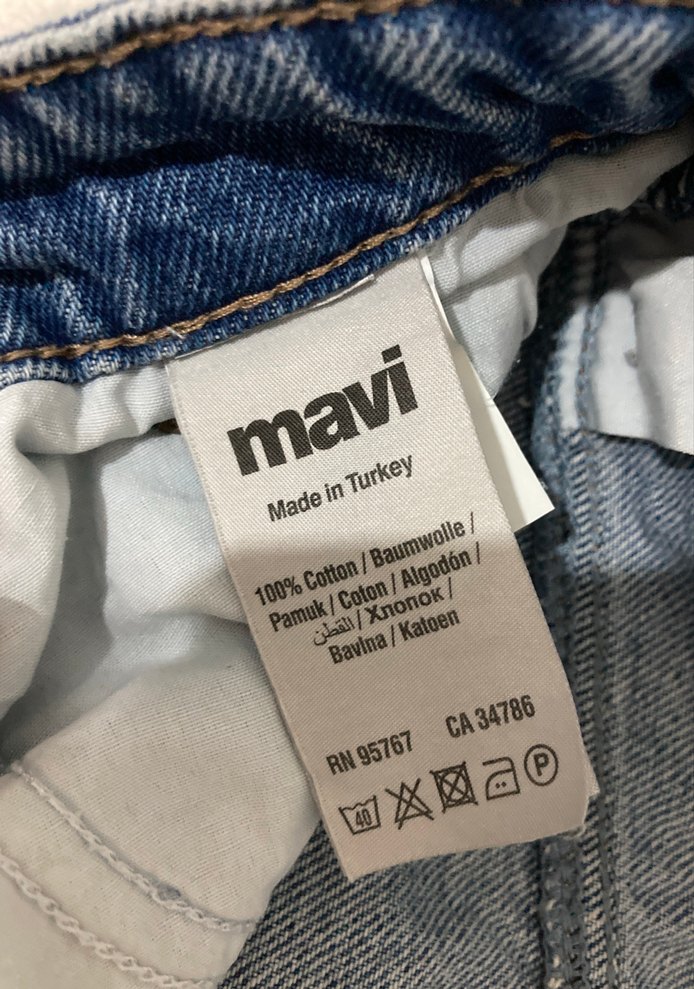 mavi
Made in Turkey
100% Cotton / Baumwolle /
Pamuk / Coton / Algodón /
القطن / Хлопок /
Bavlna / Katoen
RN 95767 CA 34786
40 P